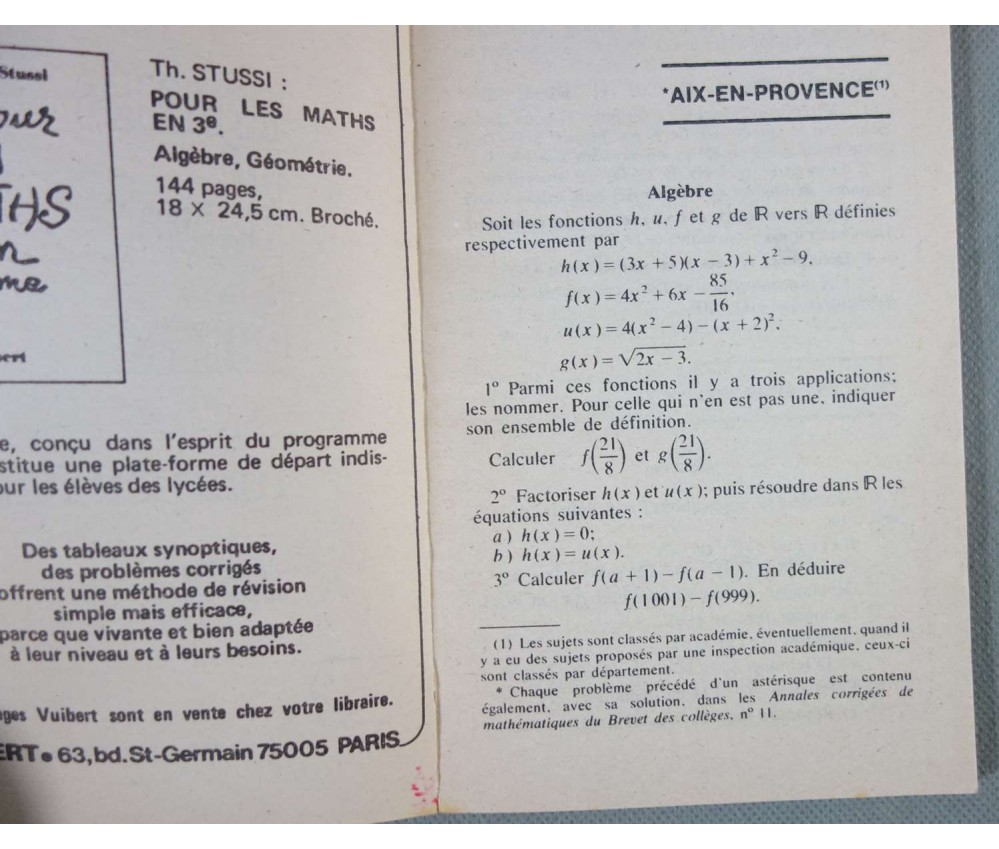 Stussi
THS
Th. STUSSI :
POUR LES MATHS
EN 3e.
Algèbre, Géométrie.
144 pages,
18 × 24,5 cm. Broché.
e, conçu dans l'esprit du programme
stitue une plate-forme de départ indis-
our les élèves des lycées.
Des tableaux synoptiques,
des problèmes corrigés
offrent une méthode de révision
simple mais efficace,
parce que vivante et bien adaptée
à leur niveau et à leurs besoins.
ages Vuibert sont en vente chez votre libraire.
ERT • 63, bd. St-Germain 75005 PARIS
*AIX-EN-PROVENCE(1)
Algèbre
Soit les fonctions h, u, f et g de ℝ vers ℝ définies
respectivement par
h(x) = (3x + 5)(x − 3) + x² − 9.
f(x) = 4x² + 6x − 85/16.
u(x) = 4(x² − 4) − (x + 2)².
g(x) = √(2x − 3).
1° Parmi ces fonctions il y a trois applications;
les nommer. Pour celle qui n'en est pas une, indiquer
son ensemble de définition.
Calculer f(21/8) et g(21/8).
2° Factoriser h(x) et u(x); puis résoudre dans ℝ les
équations suivantes :
a) h(x) = 0;
b) h(x) = u(x).
3° Calculer f(a + 1) − f(a − 1). En déduire
f(1001) − f(999).
(1) Les sujets sont classés par académie, éventuellement, quand il
y a eu des sujets proposés par une inspection académique, ceux-ci
sont classés par département.
* Chaque problème précédé d'un astérisque est contenu
également, avec sa solution, dans les Annales corrigées de
mathématiques du Brevet des collèges, n° 11.